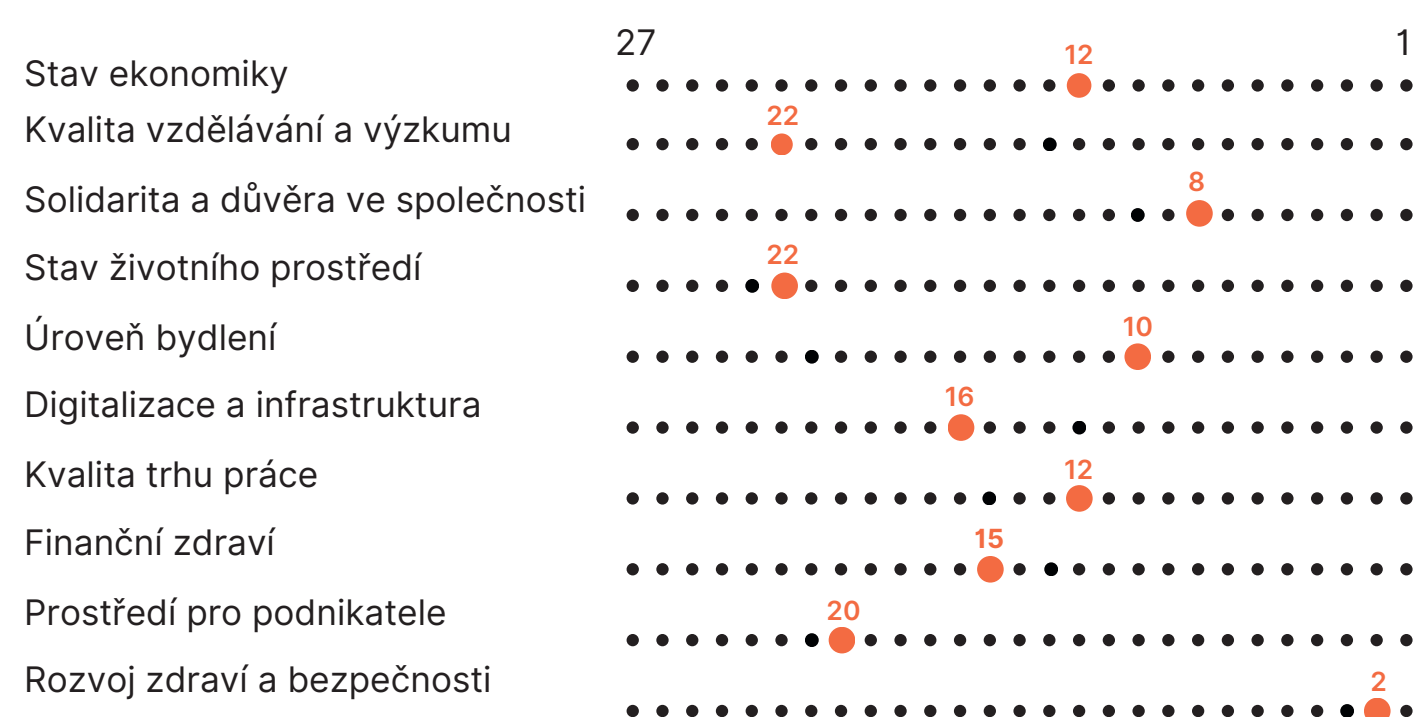 27 1
Stav ekonomiky 12
Kvalita vzdělávání a výzkumu 22
Solidarita a důvěra ve společnosti 8
Stav životního prostředí 22
Úroveň bydlení 10
Digitalizace a infrastruktura 16
Kvalita trhu práce 12
Finanční zdraví 15
Prostředí pro podnikatele 20
Rozvoj zdraví a bezpečnosti 2